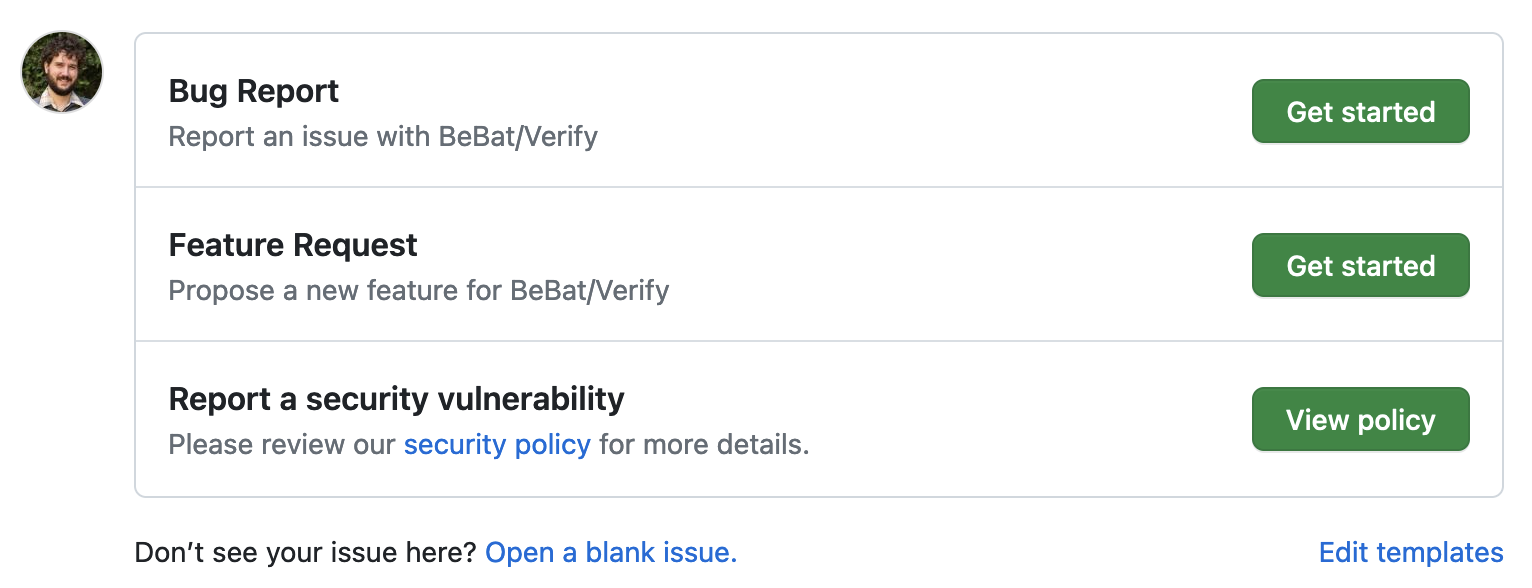 Bug Report
Get started
Report an issue with BeBat/Verify
Feature Request
Get started
Propose a new feature for BeBat/Verify
Report a security vulnerability
View policy
Please review our security policy for more details.
Don’t see your issue here? Open a blank issue.
Edit templates